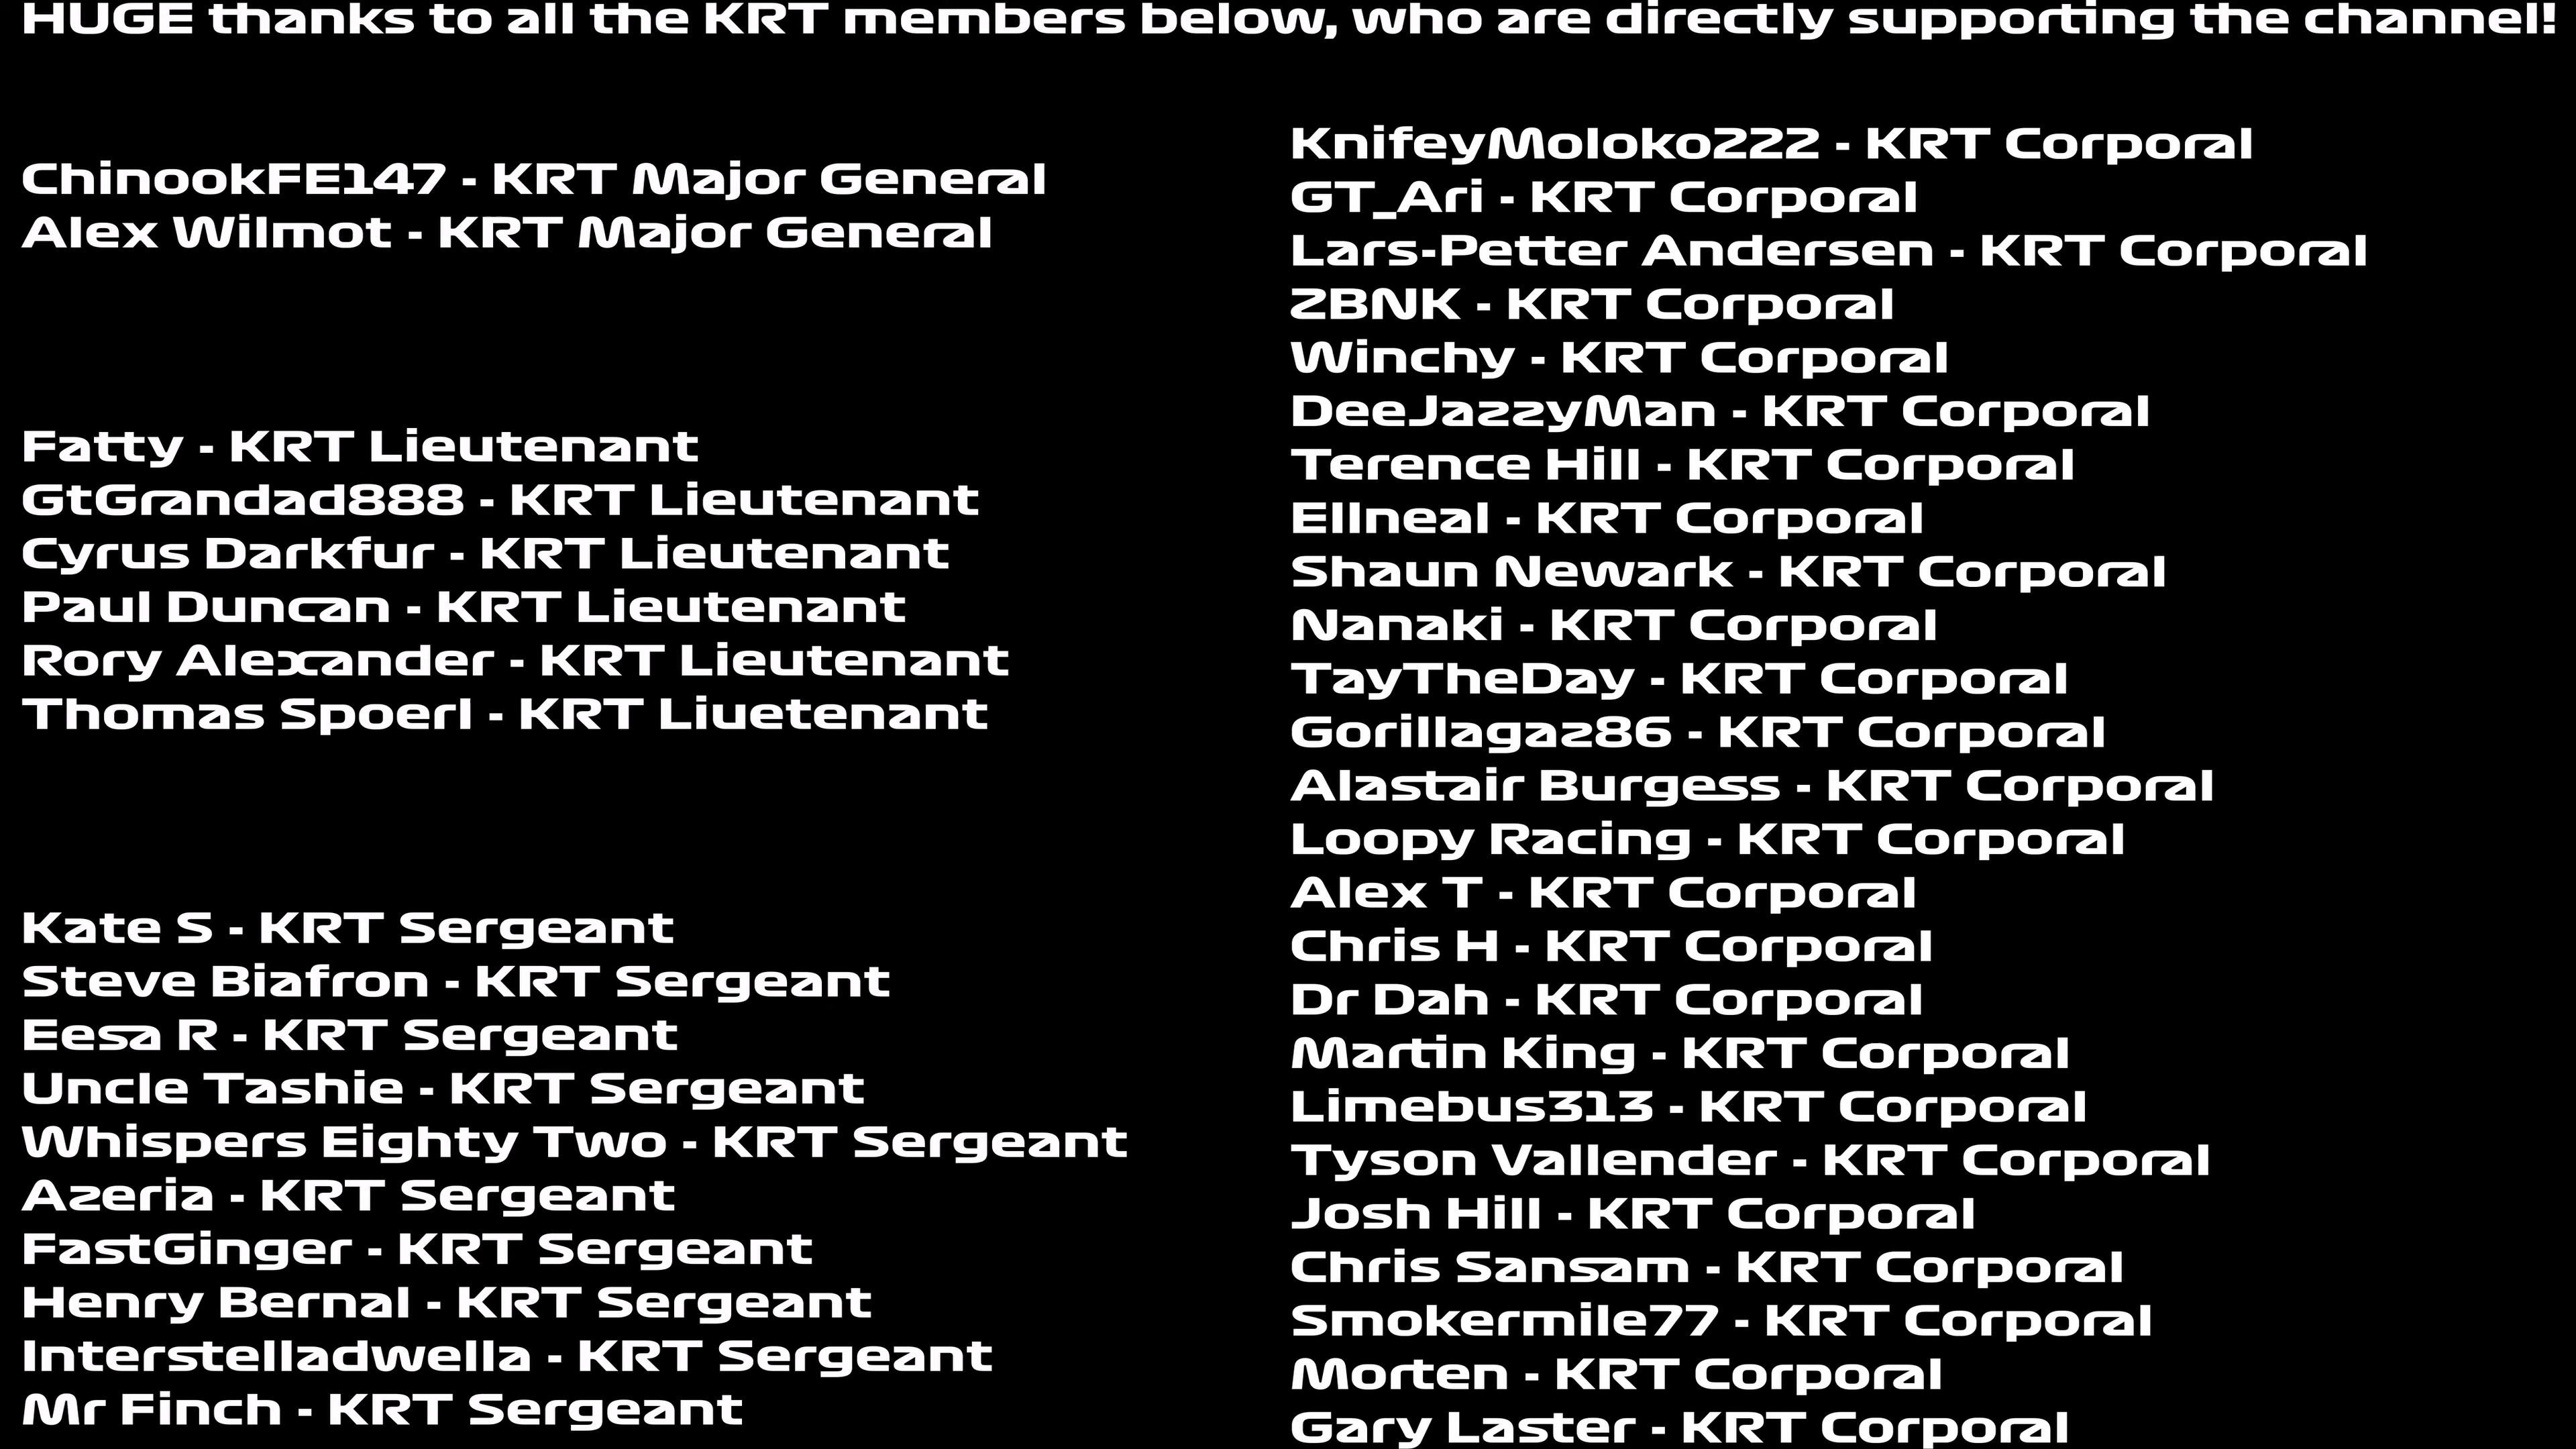 HUGE thanks to all the KRT members below, who are directly supporting the channel!
ChinookFE147 - KRT Major General
Alex Wilmot - KRT Major General
Fatty - KRT Lieutenant
GtGrandad888 - KRT Lieutenant
Cyrus Darkfur - KRT Lieutenant
Paul Duncan - KRT Lieutenant
Rory Alexander - KRT Lieutenant
Thomas Spoerl - KRT Liuetenant
Kate S - KRT Sergeant
Steve Biafron - KRT Sergeant
Eesa R - KRT Sergeant
Uncle Tashie - KRT Sergeant
Whispers Eighty Two - KRT Sergeant
Azeria - KRT Sergeant
FastGinger - KRT Sergeant
Henry Bernal - KRT Sergeant
Interstelladwella - KRT Sergeant
Mr Finch - KRT Sergeant
KnifeyMoloko222 - KRT Corporal
GT_Ari - KRT Corporal
Lars-Petter Andersen - KRT Corporal
2BNK - KRT Corporal
Winchy - KRT Corporal
DeeJazzyMan - KRT Corporal
Terence Hill - KRT Corporal
Ellneal - KRT Corporal
Shaun Newark - KRT Corporal
Nanaki - KRT Corporal
TayTheDay - KRT Corporal
Gorillagaz86 - KRT Corporal
Alastair Burgess - KRT Corporal
Loopy Racing - KRT Corporal
Alex T - KRT Corporal
Chris H - KRT Corporal
Dr Dah - KRT Corporal
Martin King - KRT Corporal
Limebus313 - KRT Corporal
Tyson Vallender - KRT Corporal
Josh Hill - KRT Corporal
Chris Sansam - KRT Corporal
Smokermile77 - KRT Corporal
Morten - KRT Corporal
Gary Laster - KRT Corporal